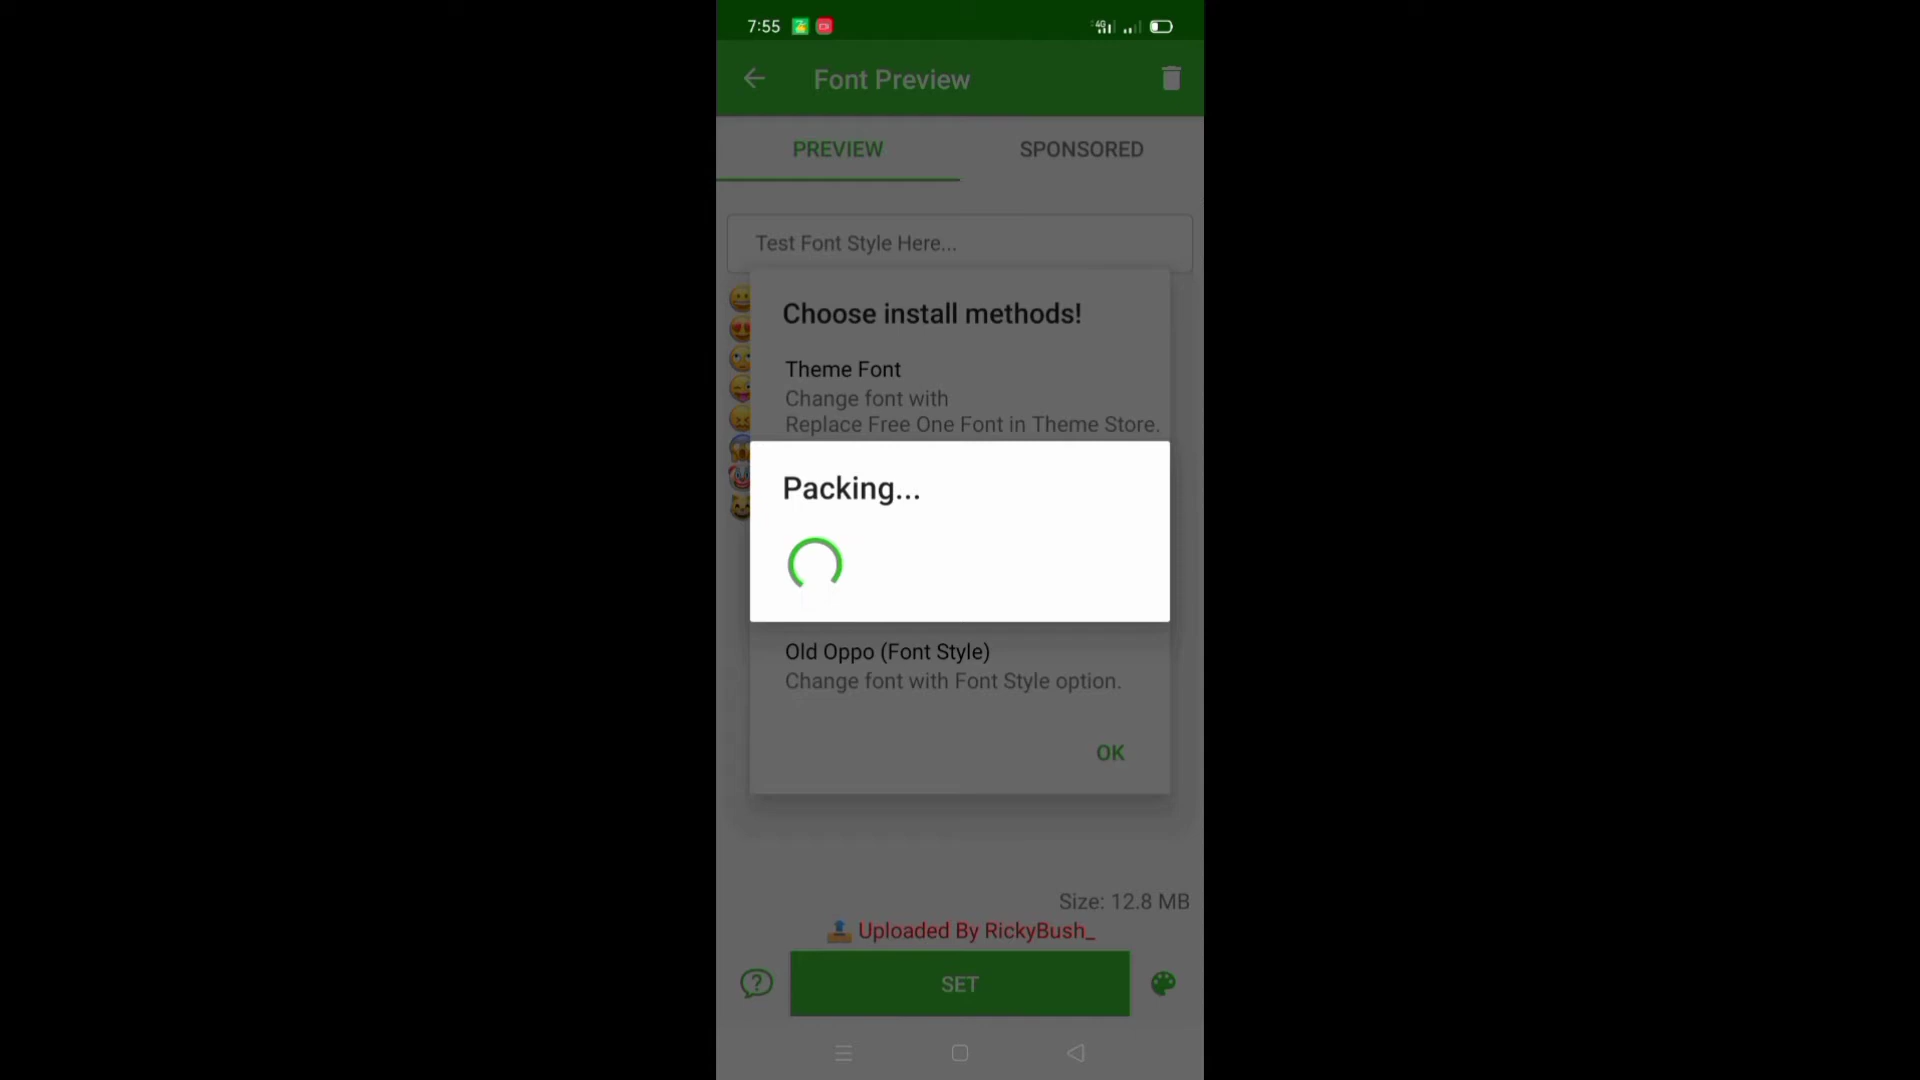 7:55
4G
Font Preview
PREVIEW
SPONSORED
Test Font Style Here...
Choose install methods!
Theme Font
Change font with
Replace Free One Font in Theme Store.
Packing...
Old Oppo (Font Style)
Change font with Font Style option.
OK
Size: 12.8 MB
Uploaded By RickyBush_
?
SET